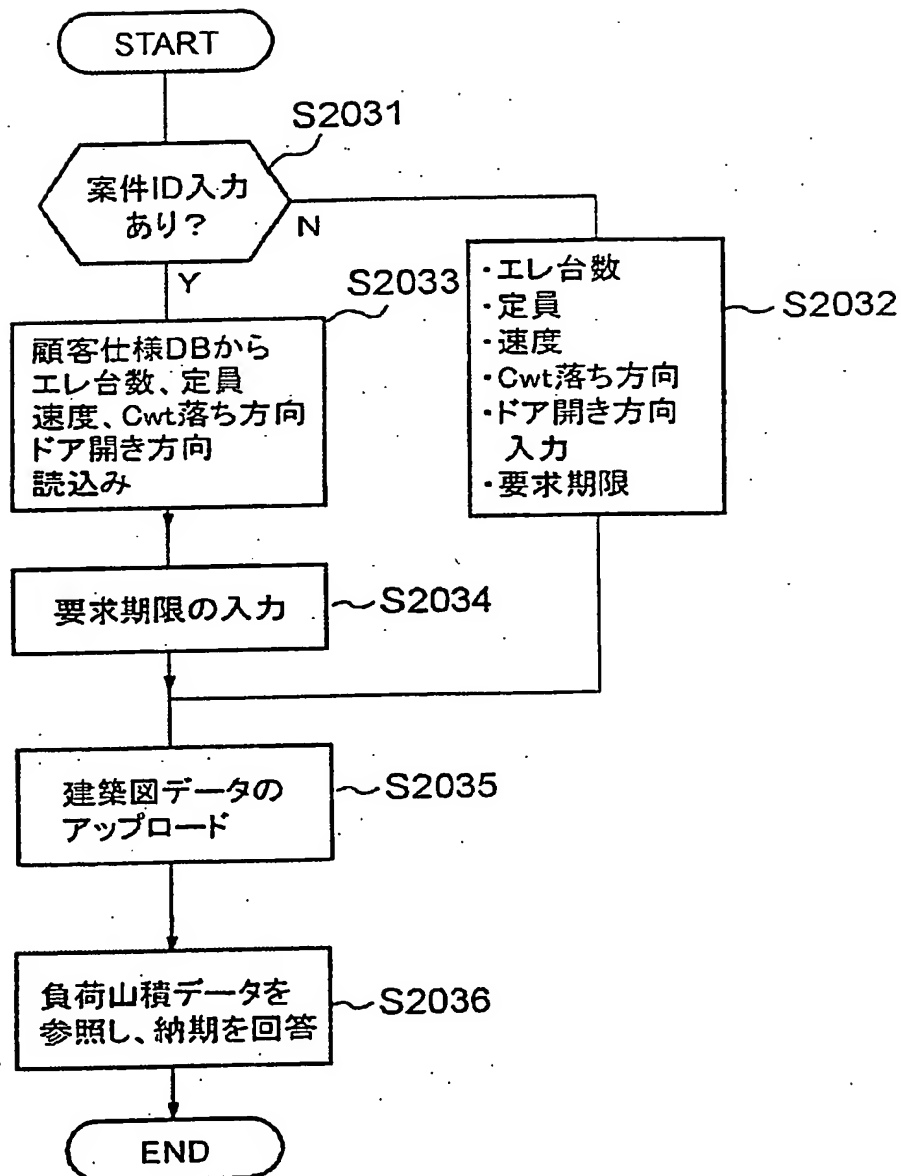 START
S2031
案件ID入力
あり?
N
Y
S2033
顧客仕様DBから
エレ台数、定員
速度、Cwt落ち方向
ドア開き方向
読込み
・エレ台数
・定員
・速度
・Cwt落ち方向
・ドア開き方向
入力
・要求期限
S2032
要求期限の入力
S2034
建築図データの
アップロード
S2035
負荷山積データを
参照し、納期を回答
S2036
END